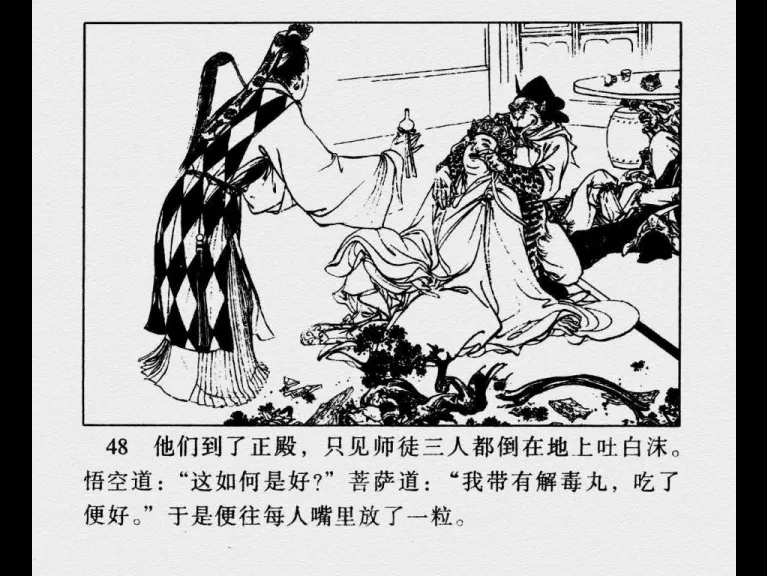 48 他们到了正殿，只见师徒三人都倒在地上吐白沫。
悟空道：“这如何是好?”菩萨道：“我带有解毒丸，吃了
便好。”于是便往每人嘴里放了一粒。